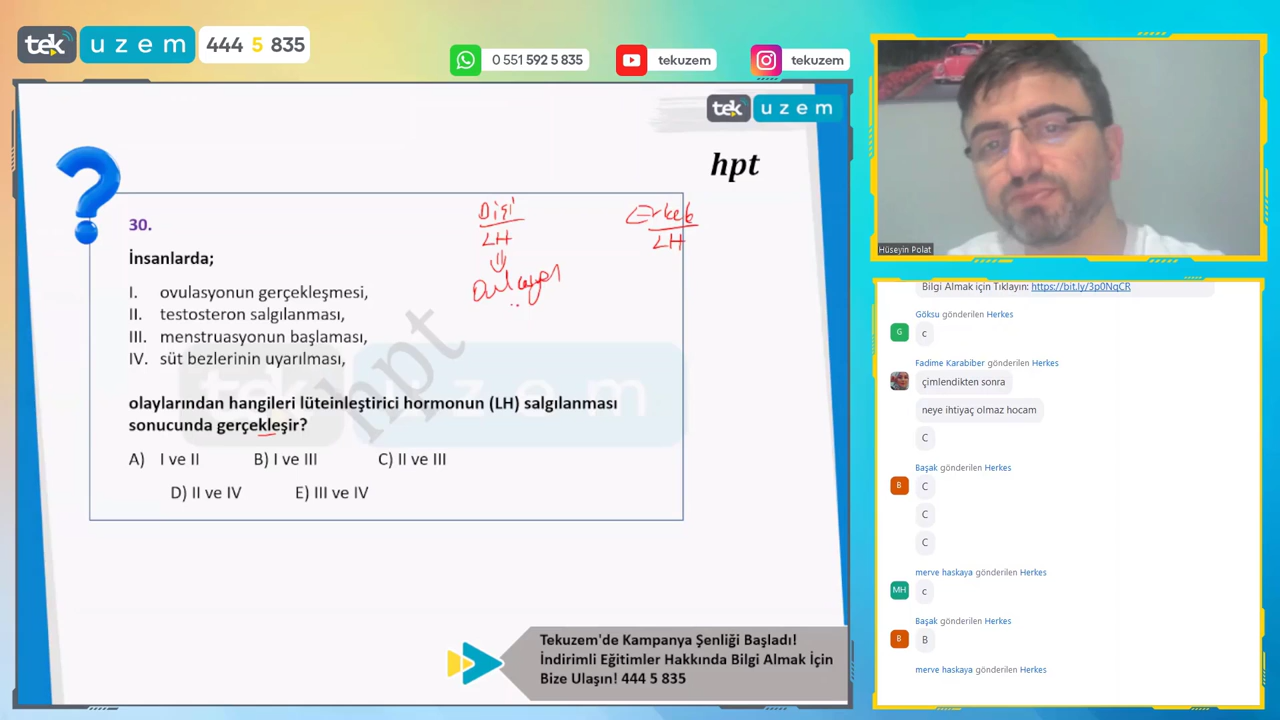 tek uzem 444 5 835
0 551 592 5 835
tekuzem
tekuzem
tek uzem
hpt
30.
İnsanlarda;
I. ovulasyonun gerçekleşmesi,
II. testosteron salgılanması,
III. menstruasyonun başlaması,
IV. süt bezlerinin uyarılması,
olaylarından hangileri lüteinleştirici hormonun (LH) salgılanması
sonucunda gerçekleşir?
A) I ve II B) I ve III C) II ve III
D) II ve IV E) III ve IV
Dişi
LH
Erkek
LH
hpt
tek uzem
Tekuzem'de Kampanya Şenliği Başladı!
İndirimli Eğitimler Hakkında Bilgi Almak İçin
Bize Ulaşın! 444 5 835
Hüseyin Polat
Bilgi Almak için Tıklayın: https://bit.ly/3p0NqCR
Göksu gönderilen Herkes
G
c
Fadime Karabiber gönderilen Herkes
çimlendikten sonra
neye ihtiyaç olmaz hocam
C
Başak gönderilen Herkes
B
C
C
C
merve haskaya gönderilen Herkes
MH
c
Başak gönderilen Herkes
B
B
merve haskaya gönderilen Herkes